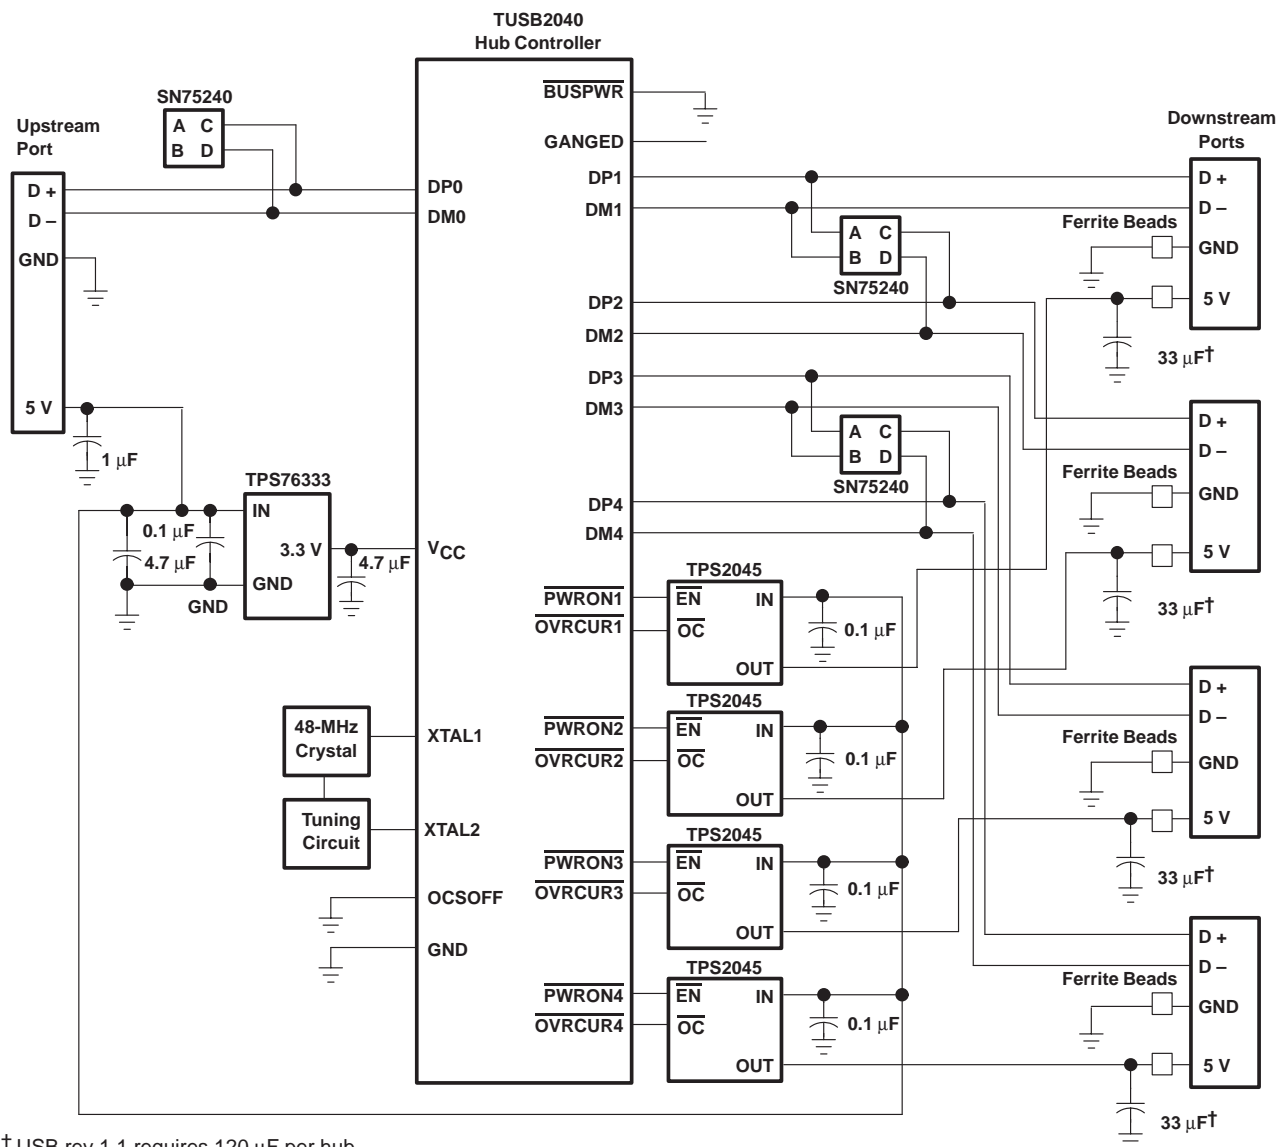 TUSB2040
Hub Controller
SN75240
A C
B D
Upstream
Port
D +
D –
GND
5 V
1 μF
TPS76333
IN
3.3 V
GND
0.1 μF
4.7 μF
GND
4.7 μF
48-MHz
Crystal
Tuning
Circuit
DP0
DM0
VCC
XTAL1
XTAL2
OCSOFF
GND
BUSPWR
GANGED
DP1
DM1
DP2
DM2
DP3
DM3
DP4
DM4
PWRON1
OVRCUR1
PWRON2
OVRCUR2
PWRON3
OVRCUR3
PWRON4
OVRCUR4
A C
B D
SN75240
A C
B D
SN75240
TPS2045
EN IN
OC
OUT
0.1 μF
TPS2045
EN IN
OC
OUT
0.1 μF
TPS2045
EN IN
OC
OUT
0.1 μF
TPS2045
EN IN
OC
OUT
0.1 μF
Downstream
Ports
D +
D –
Ferrite Beads
GND
5 V
33 μF†
D +
D –
Ferrite Beads
GND
5 V
33 μF†
D +
D –
Ferrite Beads
GND
5 V
33 μF†
D +
D –
Ferrite Beads
GND
5 V
33 μF†
† USB rev 1.1 requires 120 μF per hub.